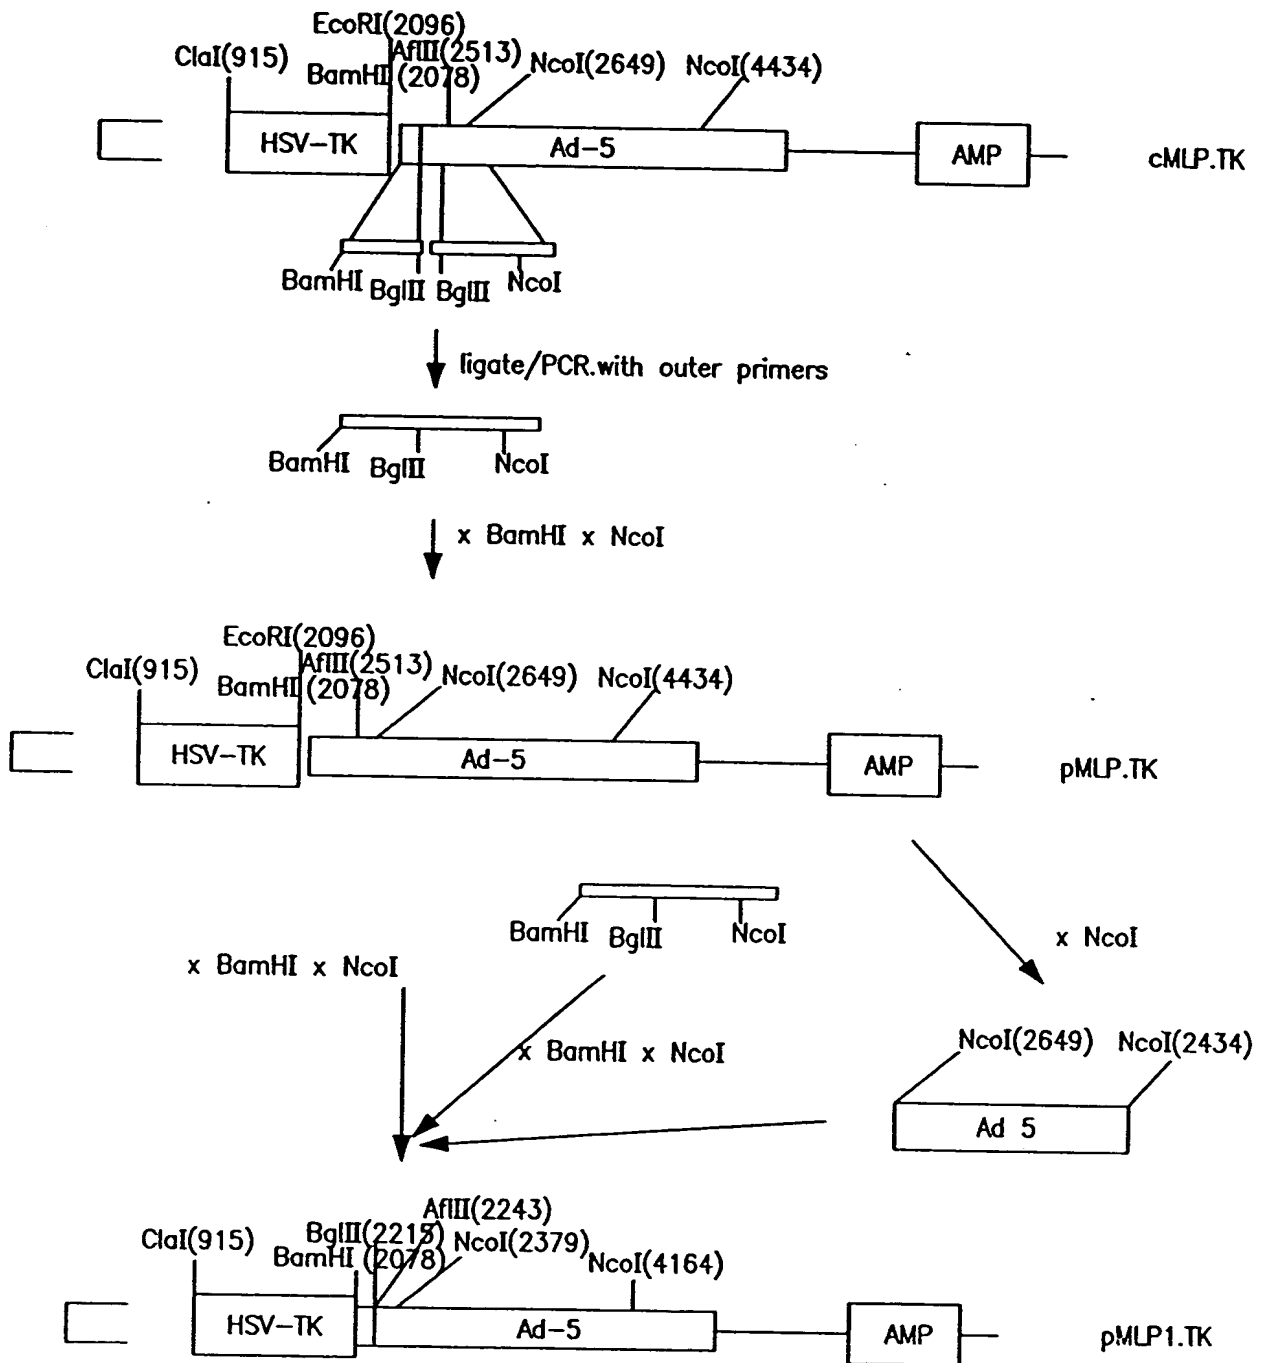 EcoRI(2096)
ClaI(915)
AflII(2513)
BamHI (2078)
NcoI(2649)
NcoI(4434)
HSV-TK
Ad-5
AMP
cMLP.TK
BamHI
BglII
BglII
NcoI
ligate/PCR.with outer primers
BamHI
BglII
NcoI
x BamHI x NcoI
EcoRI(2096)
ClaI(915)
AflII(2513)
BamHI (2078)
NcoI(2649)
NcoI(4434)
HSV-TK
Ad-5
AMP
pMLP.TK
BamHI
BglII
NcoI
x NcoI
x BamHI x NcoI
x BamHI x NcoI
NcoI(2649)
NcoI(2434)
Ad 5
AflII(2243)
ClaI(915)
BglII(2215)
NcoI(2379)
BamHI (2078)
NcoI(4164)
HSV-TK
Ad-5
AMP
pMLP1.TK